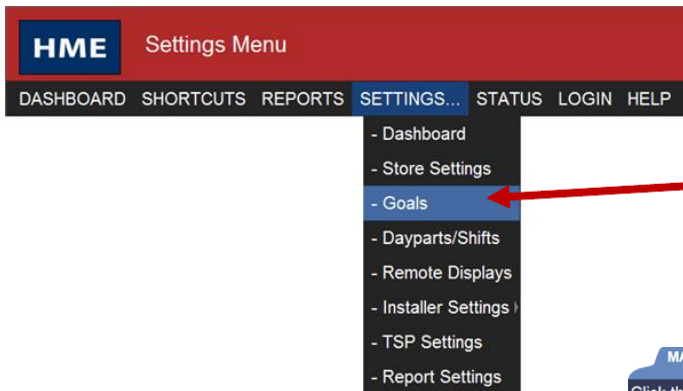 HME Settings Menu
DASHBOARD SHORTCUTS REPORTS SETTINGS... STATUS LOGIN HELP
- Dashboard
- Store Settings
- Goals
- Dayparts/Shifts
- Remote Displays
- Installer Settings
- TSP Settings
- Report Settings